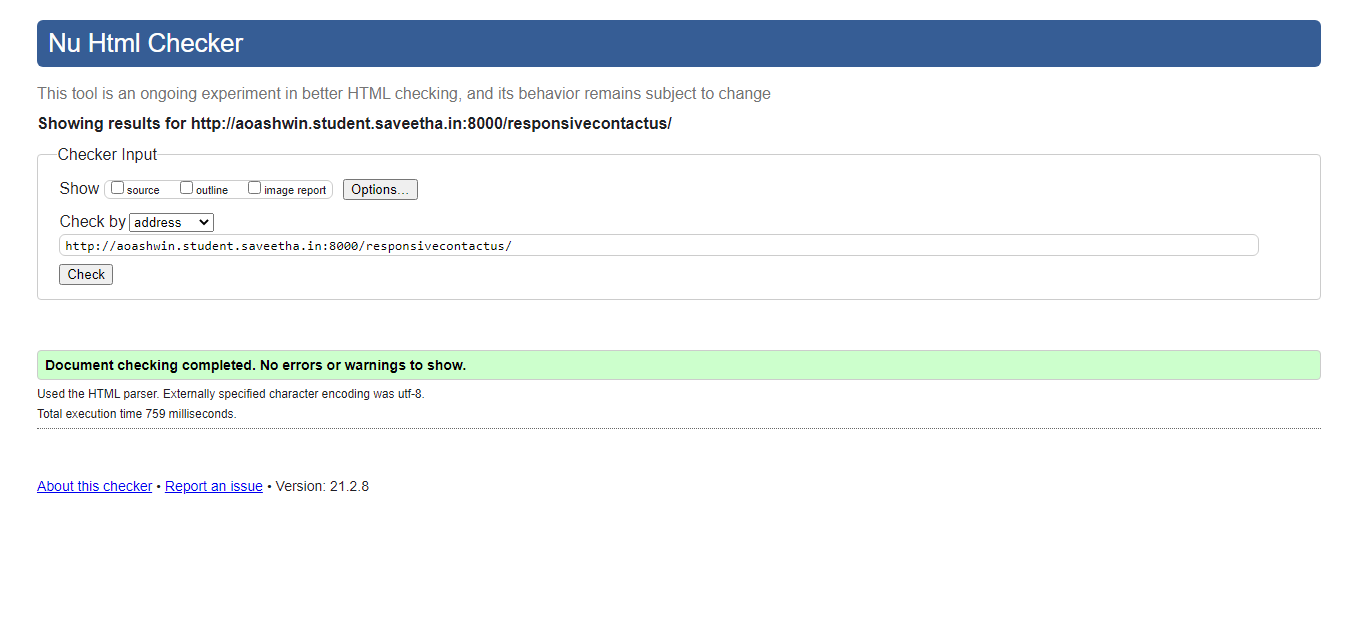 Nu Html Checker
This tool is an ongoing experiment in better HTML checking, and its behavior remains subject to change
Showing results for http://aoashwin.student.saveetha.in:8000/responsivecontactus/
Checker Input
Show source outline image report Options...
Check by address
http://aoashwin.student.saveetha.in:8000/responsivecontactus/
Check
Document checking completed. No errors or warnings to show.
Used the HTML parser. Externally specified character encoding was utf-8.
Total execution time 759 milliseconds.
About this checker • Report an issue • Version: 21.2.8